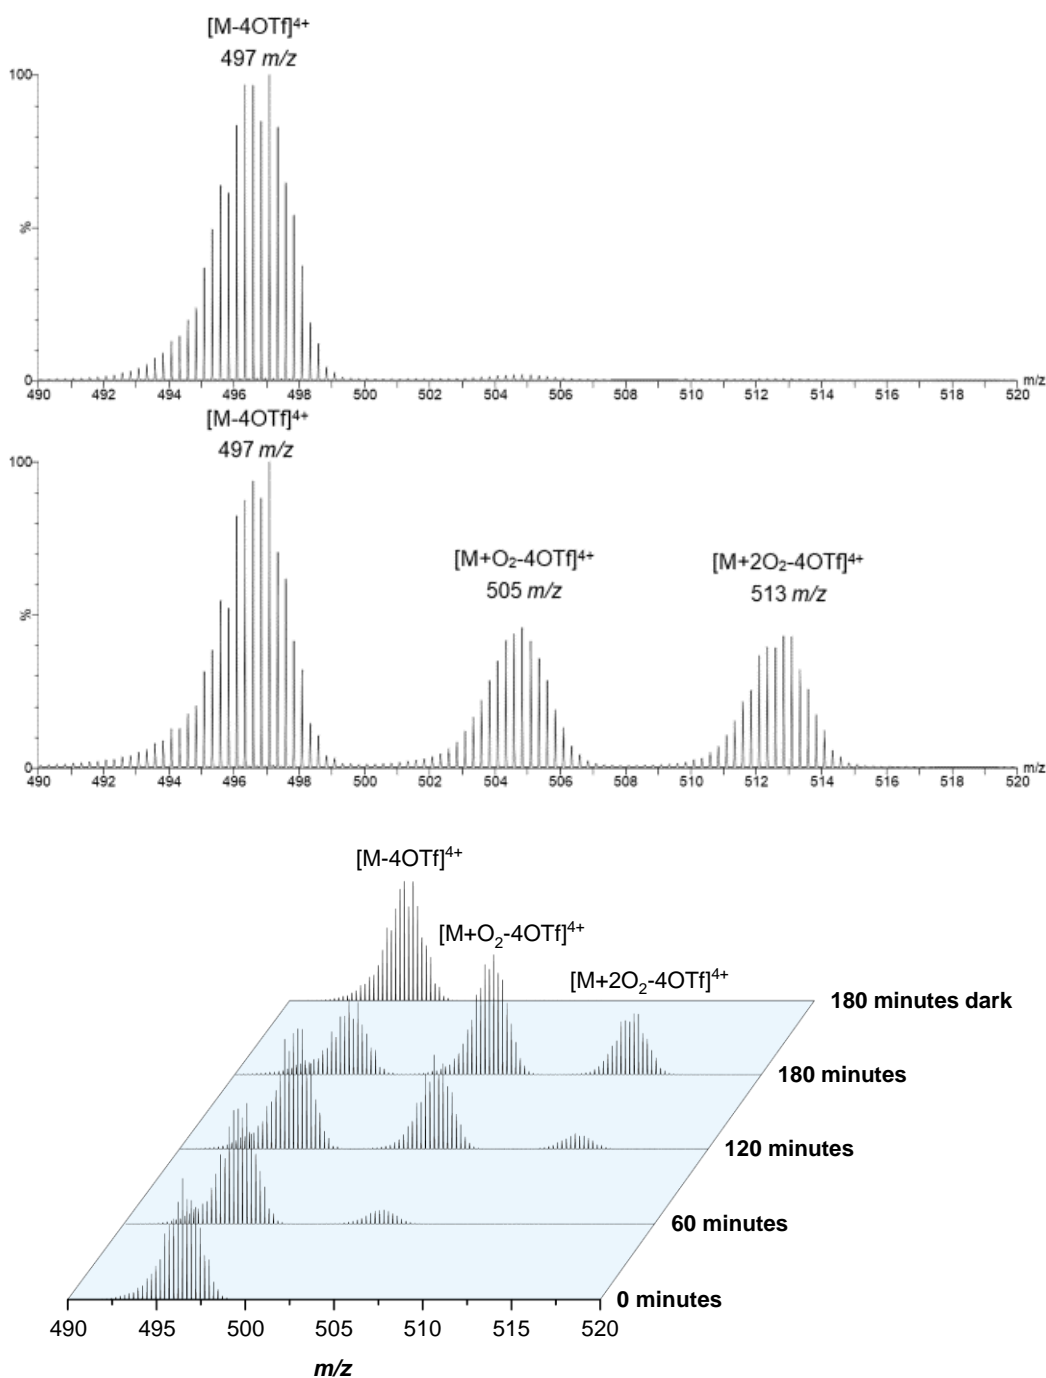 [M-4OTf]⁴⁺
497 m/z
100
%
0
490 492 494 496 498 500 502 504 506 508 510 512 514 516 518 520 m/z
[M-4OTf]⁴⁺
497 m/z
100
[M+O₂-4OTf]⁴⁺ [M+2O₂-4OTf]⁴⁺
505 m/z 513 m/z
%
0
490 492 494 496 498 500 502 504 506 508 510 512 514 516 518 520 m/z
[M-4OTf]⁴⁺
[M+O₂-4OTf]⁴⁺
[M+2O₂-4OTf]⁴⁺
180 minutes dark
180 minutes
120 minutes
60 minutes
0 minutes
490 495 500 505 510 515 520
m/z